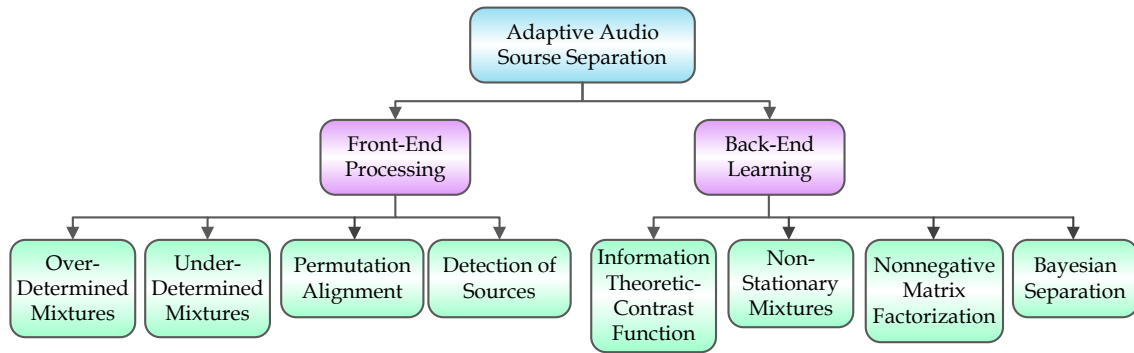 Adaptive Audio
Sourse Separation
Front-End
Processing
Back-End
Learning
Over-
Determined
Mixtures
Under-
Determined
Mixtures
Permutation
Alignment
Detection of
Sources
Information
Theoretic-
Contrast
Function
Non-
Stationary
Mixtures
Nonnegative
Matrix
Factorization
Bayesian
Separation